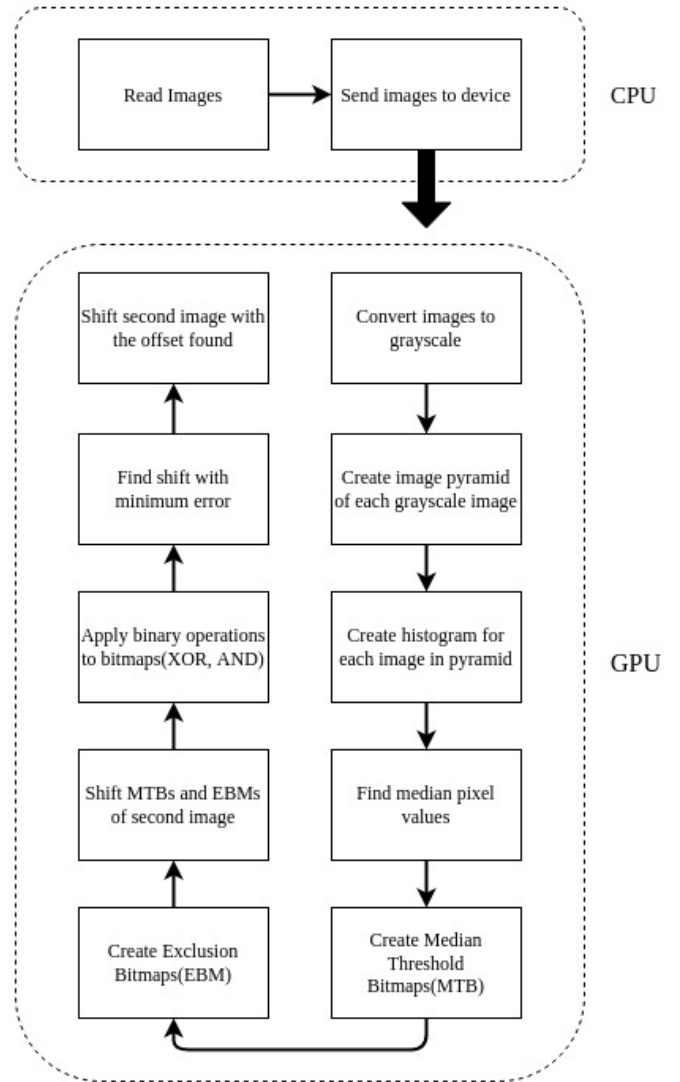 Read Images
Send images to device
CPU
Convert images to
grayscale
Create image pyramid
of each grayscale image
Create histogram for
each image in pyramid
GPU
Find median pixel
values
Create Median
Threshold
Bitmaps(MTB)
Create Exclusion
Bitmaps(EBM)
Shift MTBs and EBMs
of second image
Apply binary operations
to bitmaps(XOR, AND)
Find shift with
minimum error
Shift second image with
the offset found